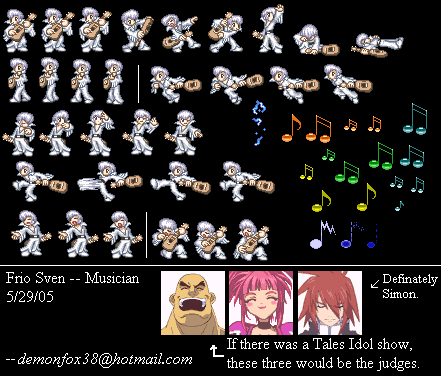 Frio Sven -- Musician
5/29/05
Definately
Simon.
If there was a Tales Idol show,
these three would be the judges.
-- demonfox38@hotmail.com